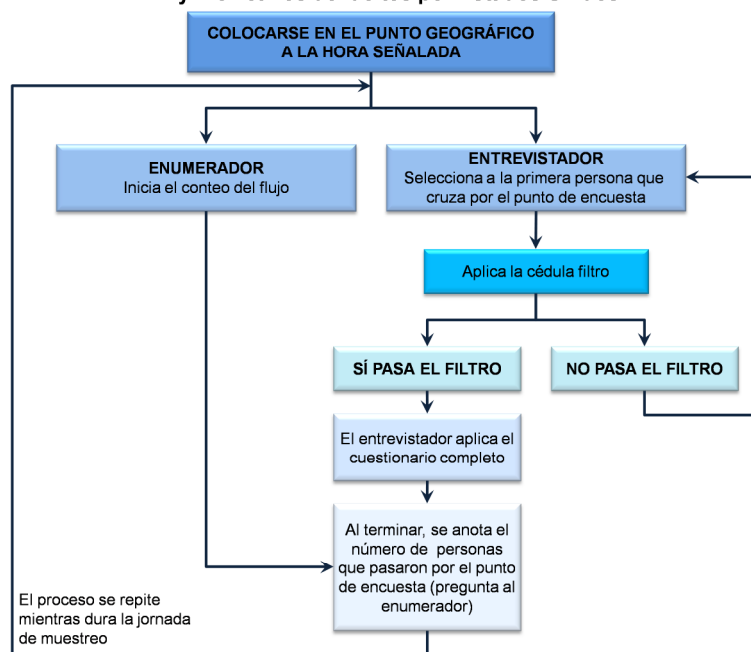 COLOCARSE EN EL PUNTO GEOGRÁFICO
A LA HORA SEÑALADA
ENUMERADOR
Inicia el conteo del flujo
ENTREVISTADOR
Selecciona a la primera persona que
cruza por el punto de encuesta
Aplica la cédula filtro
SÍ PASA EL FILTRO
NO PASA EL FILTRO
El entrevistador aplica el
cuestionario completo
Al terminar, se anota el
número de personas
que pasaron por el punto
de encuesta (pregunta al
enumerador)
El proceso se repite
mientras dura la jornada
de muestreo